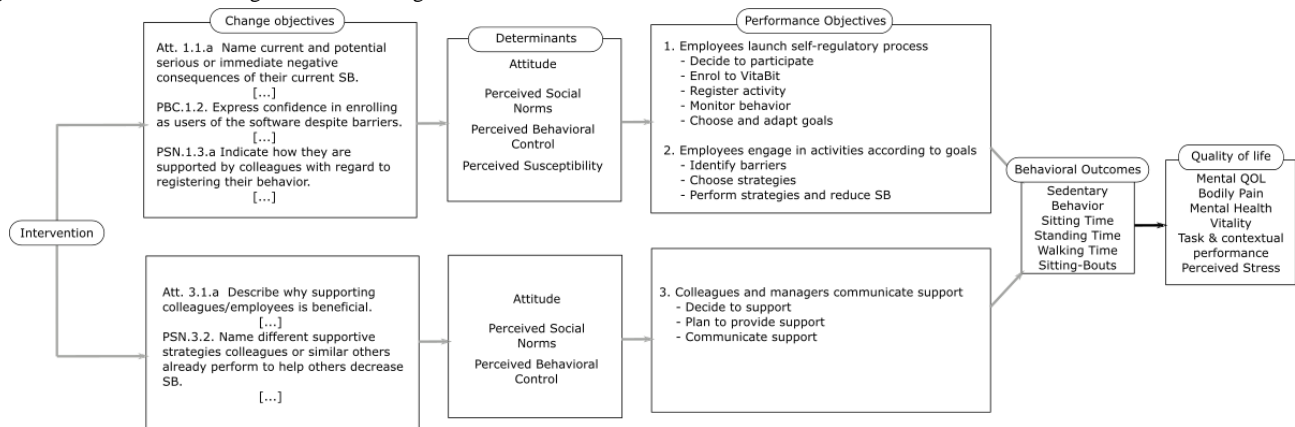 Change objectives
Att. 1.1.a  Name current and potential
serious or immediate negative
consequences of their current SB.
[...]
PBC.1.2. Express confidence in enrolling
as users of the software despite barriers.
[...]
PSN.1.3.a Indicate how they are
supported by colleagues with regard to
registering their behavior.
[...]
Determinants
Attitude
Perceived Social
Norms
Perceived Behavioral
Control
Perceived Susceptibility
Performance Objectives
1. Employees launch self-regulatory process
- Decide to participate
- Enrol to VitaBit
- Register activity
- Monitor behavior
- Choose and adapt goals
2. Employees engage in activities according to goals
- Identify barriers
- Choose strategies
- Perform strategies and reduce SB
Intervention
Att. 3.1.a  Describe why supporting
colleagues/employees is beneficial.
[...]
PSN.3.2. Name different supportive
strategies colleagues or similar others
already perform to help others decrease
SB.
[...]
Attitude
Perceived Social
Norms
Perceived Behavioral
Control
3. Colleagues and managers communicate support
- Decide to support
- Plan to provide support
- Communicate support
Behavioral Outcomes
Sedentary
Behavior
Sitting Time
Standing Time
Walking Time
Sitting-Bouts
Quality of life
Mental QOL
Bodily Pain
Mental Health
Vitality
Task & contextual
performance
Perceived Stress